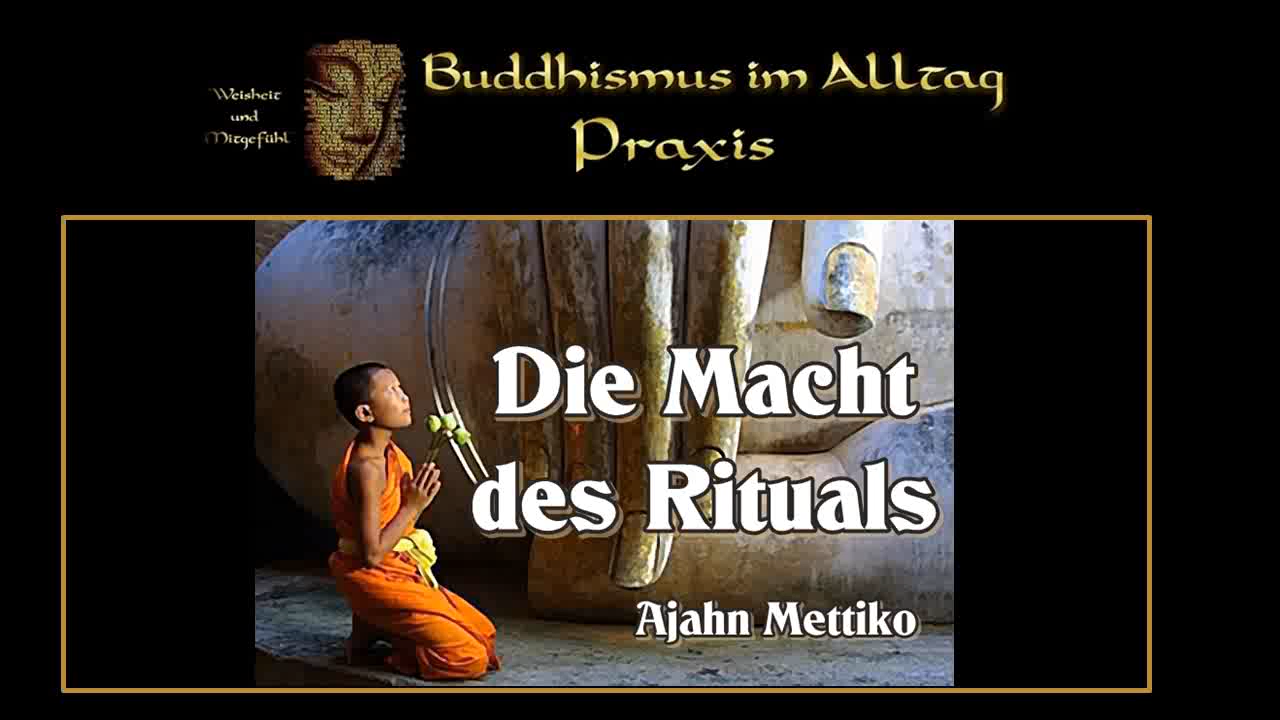 Weisheit
und
Mitgefühl
Buddhismus im Alltag
Praxis
Die Macht
des Rituals
Ajahn Mettiko